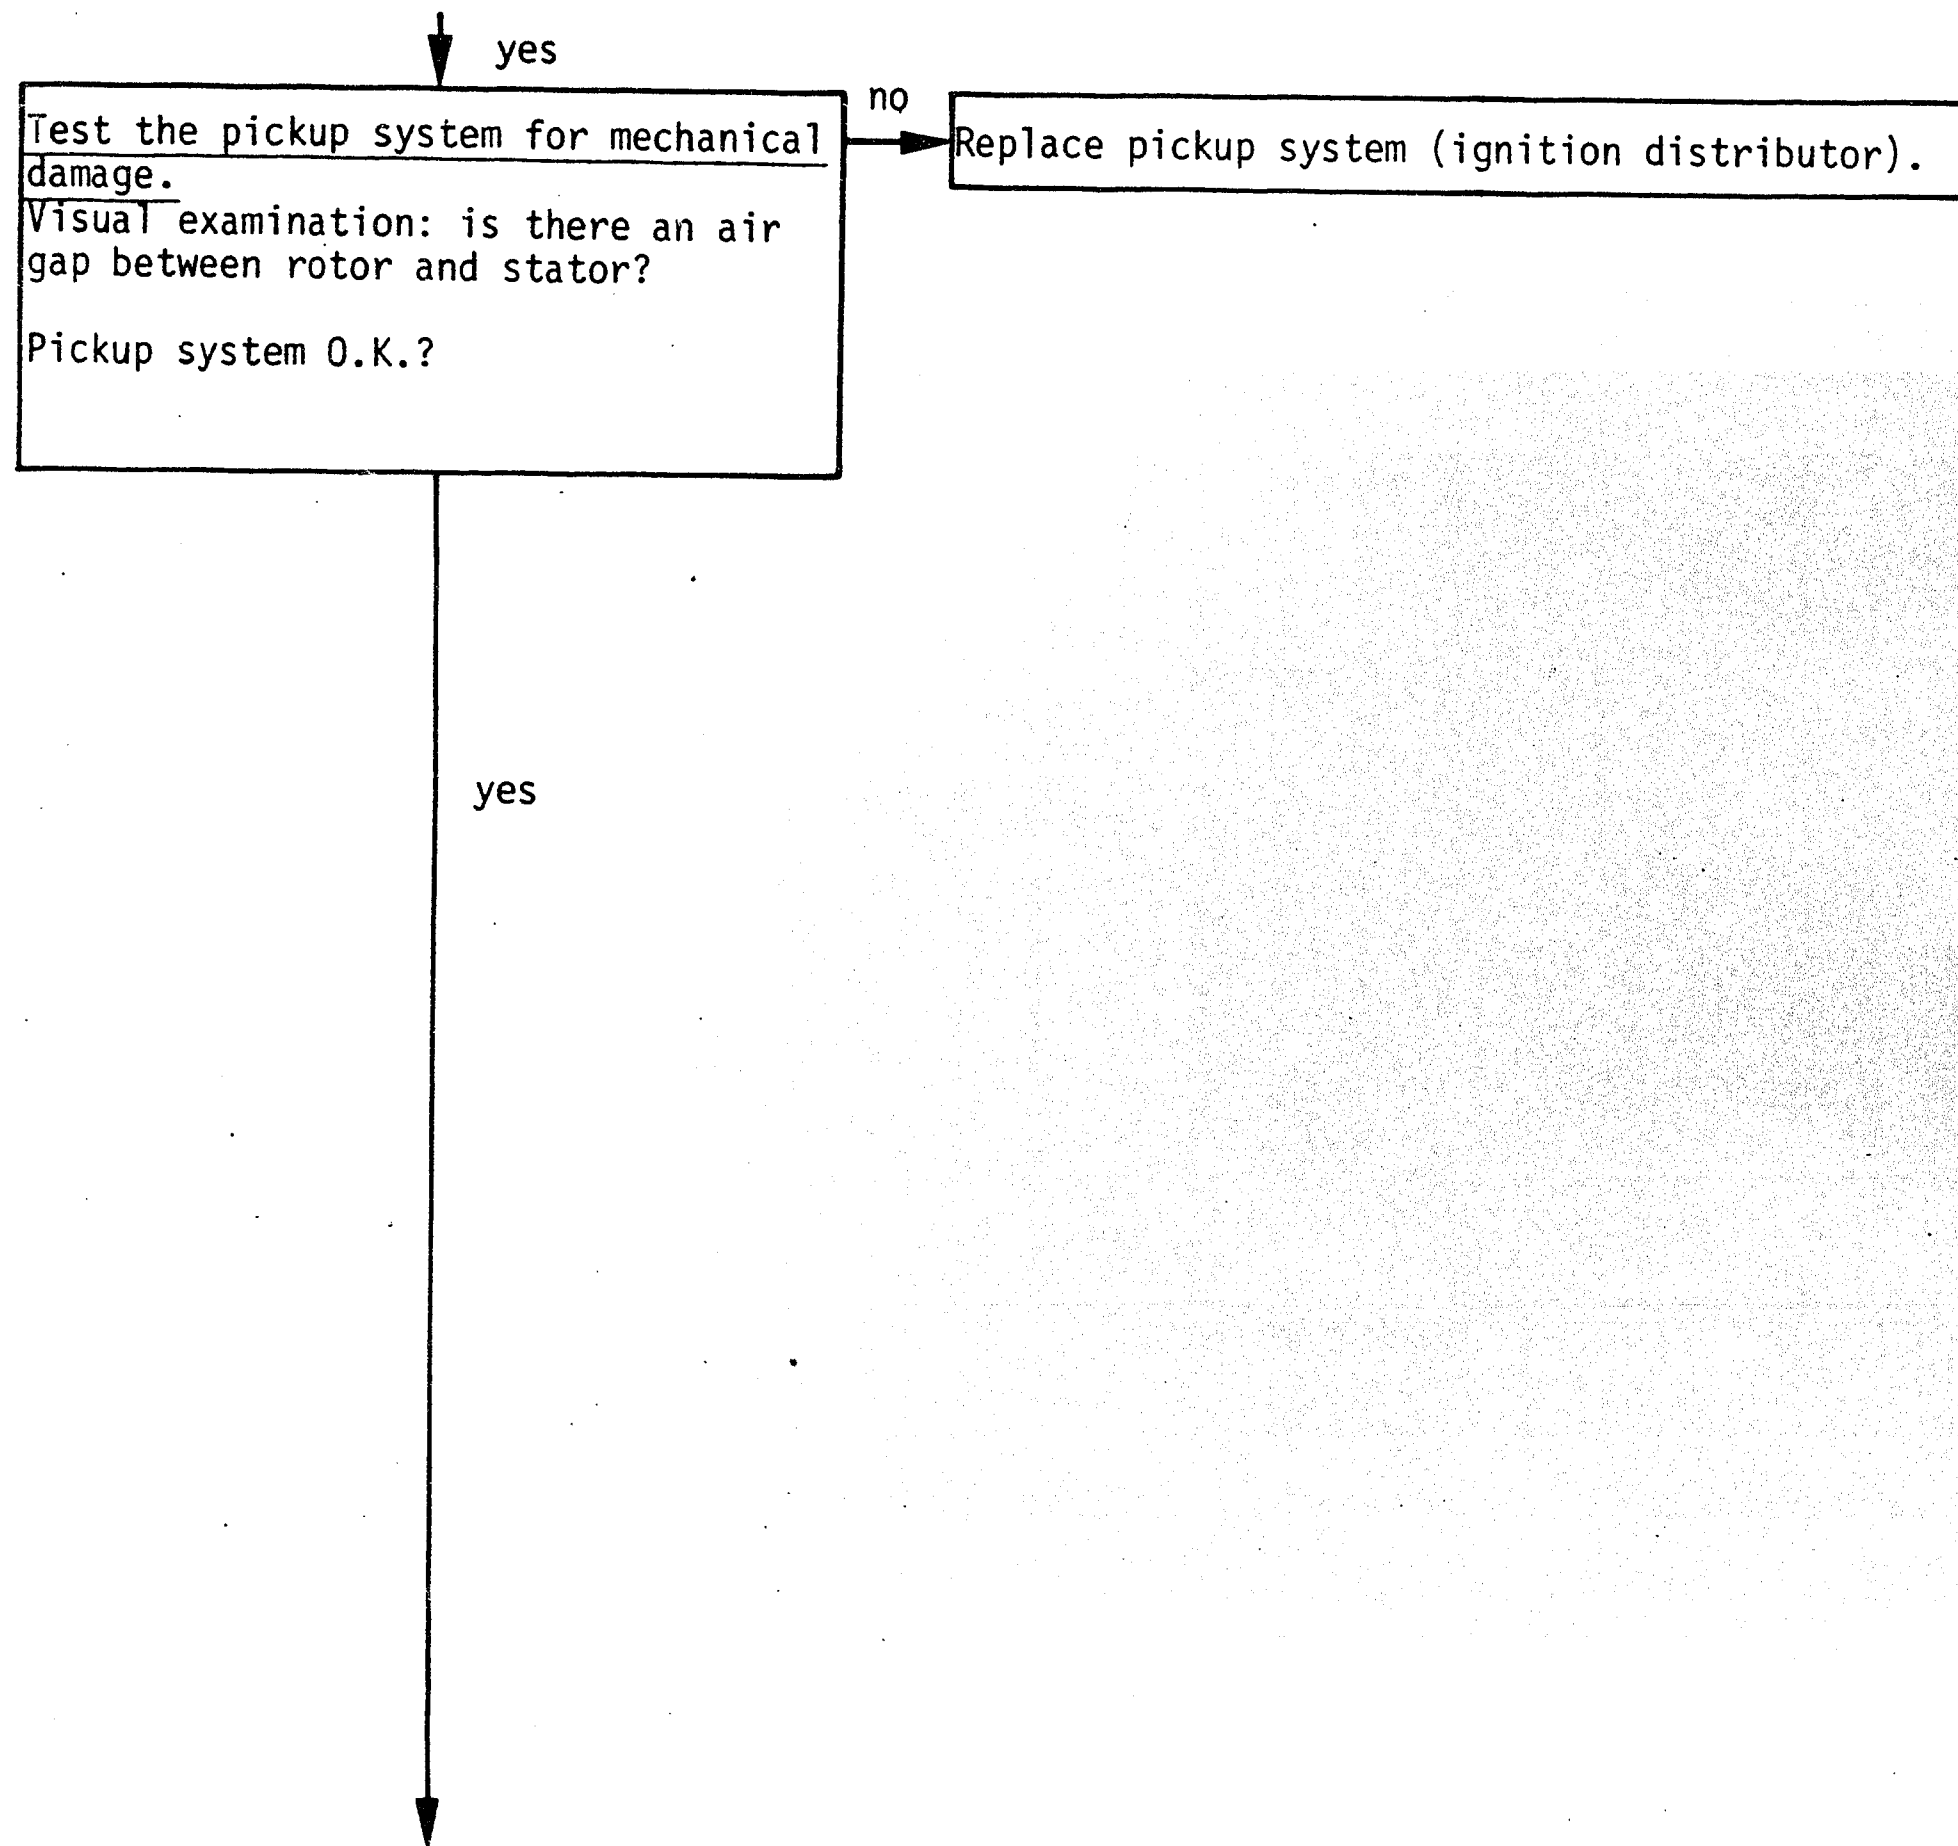 yes
Test the pickup system for mechanical
damage.
Visual examination: is there an air
gap between rotor and stator?
Pickup system O.K.?
no
Replace pickup system (ignition distributor).
yes